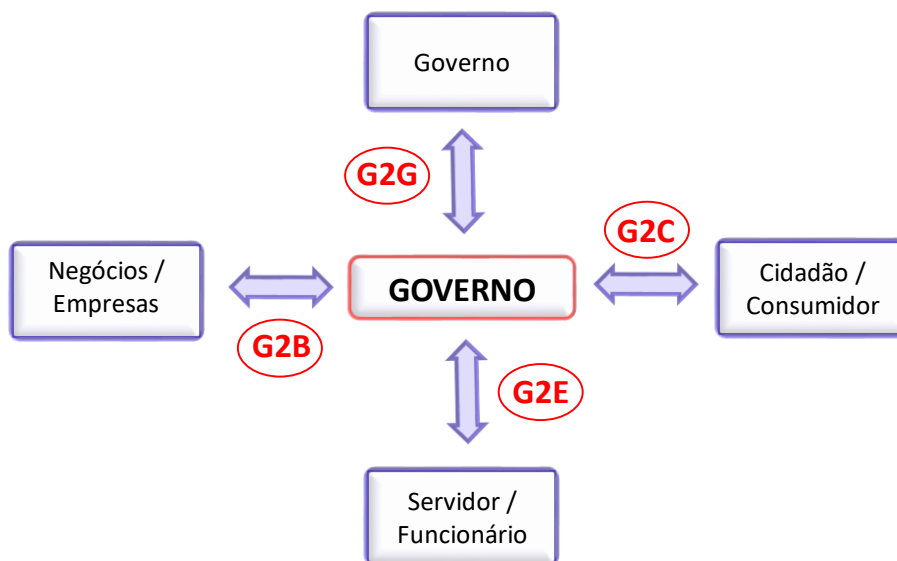 Governo
G2G
G2C
Negócios /
Empresas
GOVERNO
Cidadão /
Consumidor
G2B
G2E
Servidor /
Funcionário